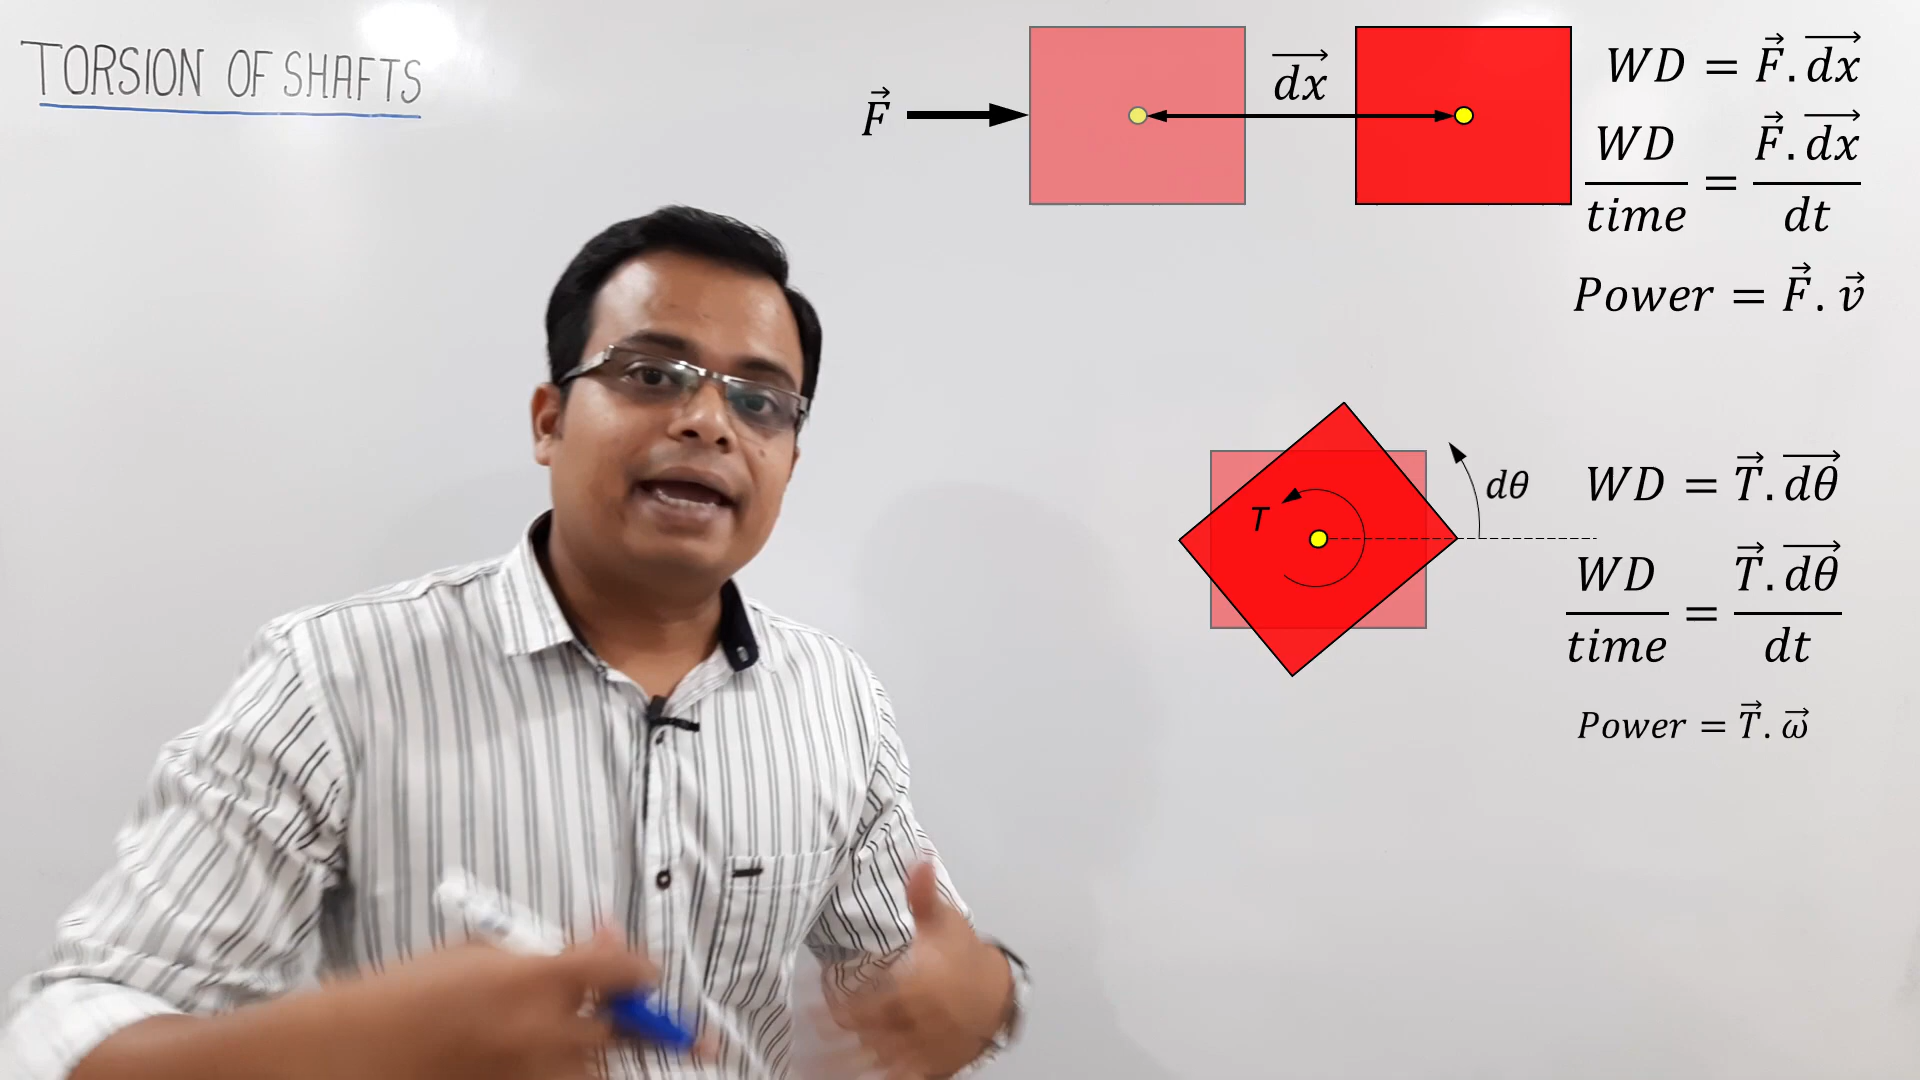 TORSION OF SHAFTS
F⃗
dx⃗
WD = F⃗ . dx⃗
WD/time = F⃗ . dx⃗/dt
Power = F⃗ . v⃗
T
dθ
WD = T⃗ . dθ⃗
WD/time = T⃗ . dθ⃗/dt
Power = T⃗ . ω⃗